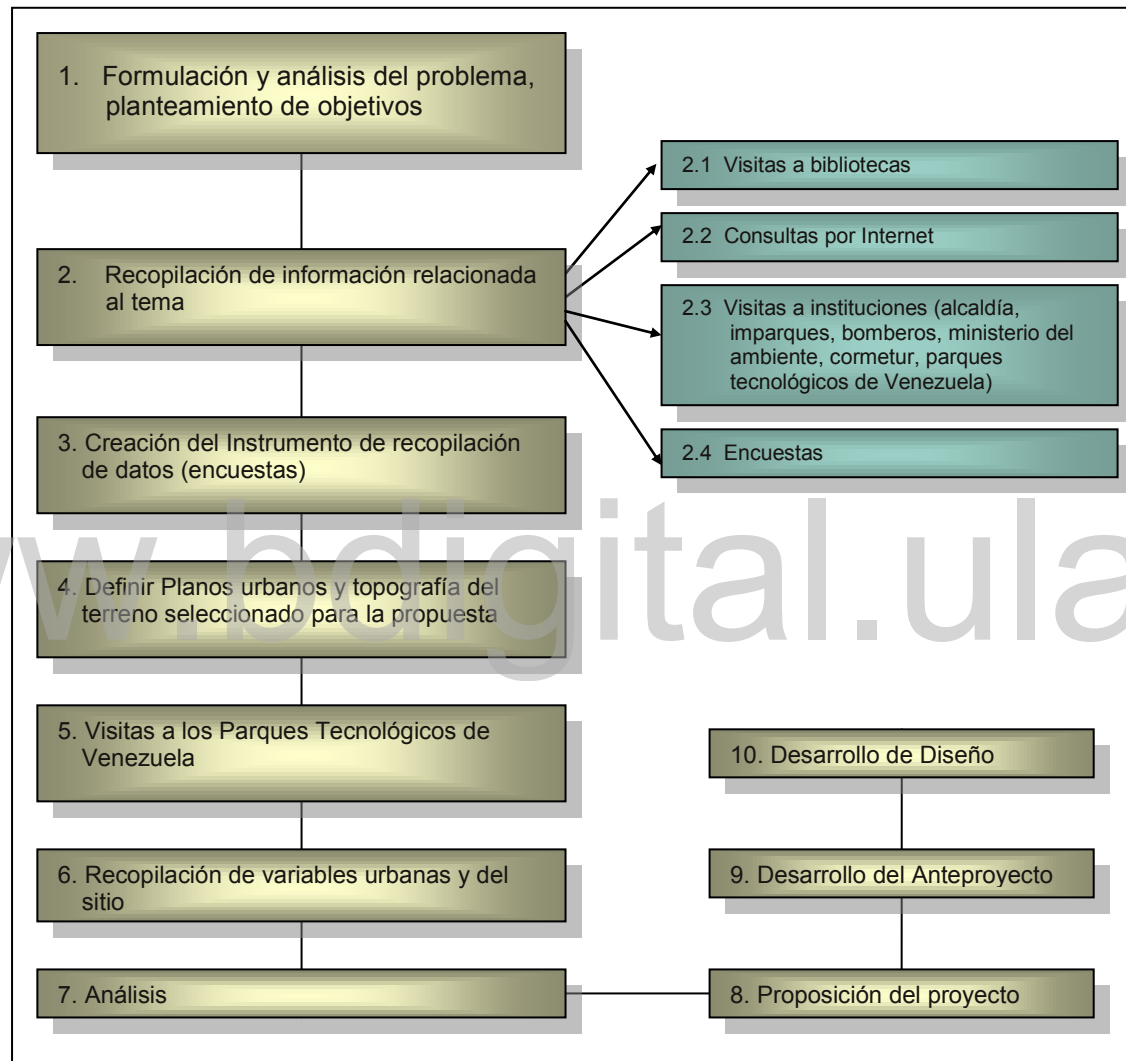 1. Formulación y análisis del problema,
planteamiento de objetivos
2. Recopilación de información relacionada
al tema
2.1 Visitas a bibliotecas
2.2 Consultas por Internet
2.3 Visitas a instituciones (alcaldía,
imparques, bomberos, ministerio del
ambiente, cormetur, parques
tecnológicos de Venezuela)
2.4 Encuestas
3. Creación del Instrumento de recopilación
de datos (encuestas)
4. Definir Planos urbanos y topografía del
terreno seleccionado para la propuesta
5. Visitas a los Parques Tecnológicos de
Venezuela
6. Recopilación de variables urbanas y del
sitio
7. Análisis
8. Proposición del proyecto
9. Desarrollo del Anteproyecto
10. Desarrollo de Diseño
w.bdigital.ula